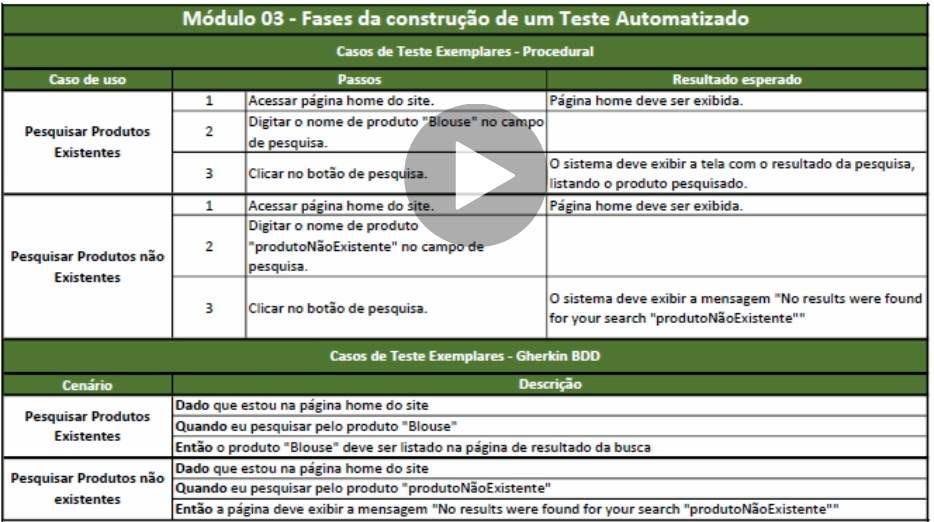 Módulo 03 - Fases da construção de um Teste Automatizado
Casos de Teste Exemplares - Procedural
Caso de uso Passos Resultado esperado
Pesquisar Produtos
Existentes
1 Acessar página home do site. Página home deve ser exibida.
2 Digitar o nome de produto "Blouse" no campo
de pesquisa.
3 Clicar no botão de pesquisa. O sistema deve exibir a tela com o resultado da pesquisa,
listando o produto pesquisado.
Pesquisar Produtos não
Existentes
1 Acessar página home do site. Página home deve ser exibida.
2 Digitar o nome de produto
"produtoNãoExistente" no campo de
pesquisa.
3 Clicar no botão de pesquisa. O sistema deve exibir a mensagem "No results were found
for your search "produtoNãoExistente""
Casos de Teste Exemplares - Gherkin BDD
Cenário Descrição
Pesquisar Produtos
Existentes
Dado que estou na página home do site
Quando eu pesquisar pelo produto "Blouse"
Então o produto "Blouse" deve ser listado na página de resultado da busca
Pesquisar Produtos não
existentes
Dado que estou na página home do site
Quando eu pesquisar pelo produto "produtoNãoExistente"
Então a página deve exibir a mensagem "No results were found for your search "produtoNãoExistente""